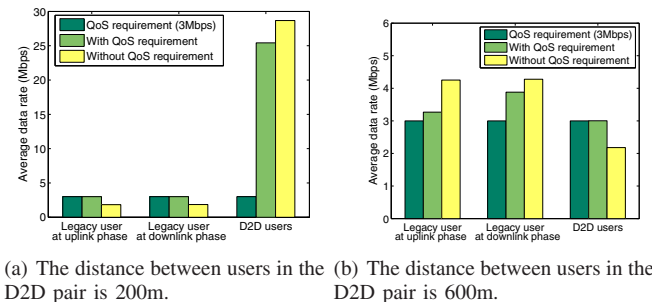 30
25
20
15
10
5
0
Average data rate (Mbps)
QoS requirement (3Mbps)
With QoS requirement
Without QoS requirement
Legacy user at uplink phase
Legacy user at downlink phase
D2D users
6
5
4
3
2
1
0
Average data rate (Mbps)
QoS requirement (3Mbps)
With QoS requirement
Without QoS requirement
Legacy user at uplink phase
Legacy user at downlink phase
D2D users
(a) The distance between users in the
D2D pair is 200m.
(b) The distance between users in the
D2D pair is 600m.